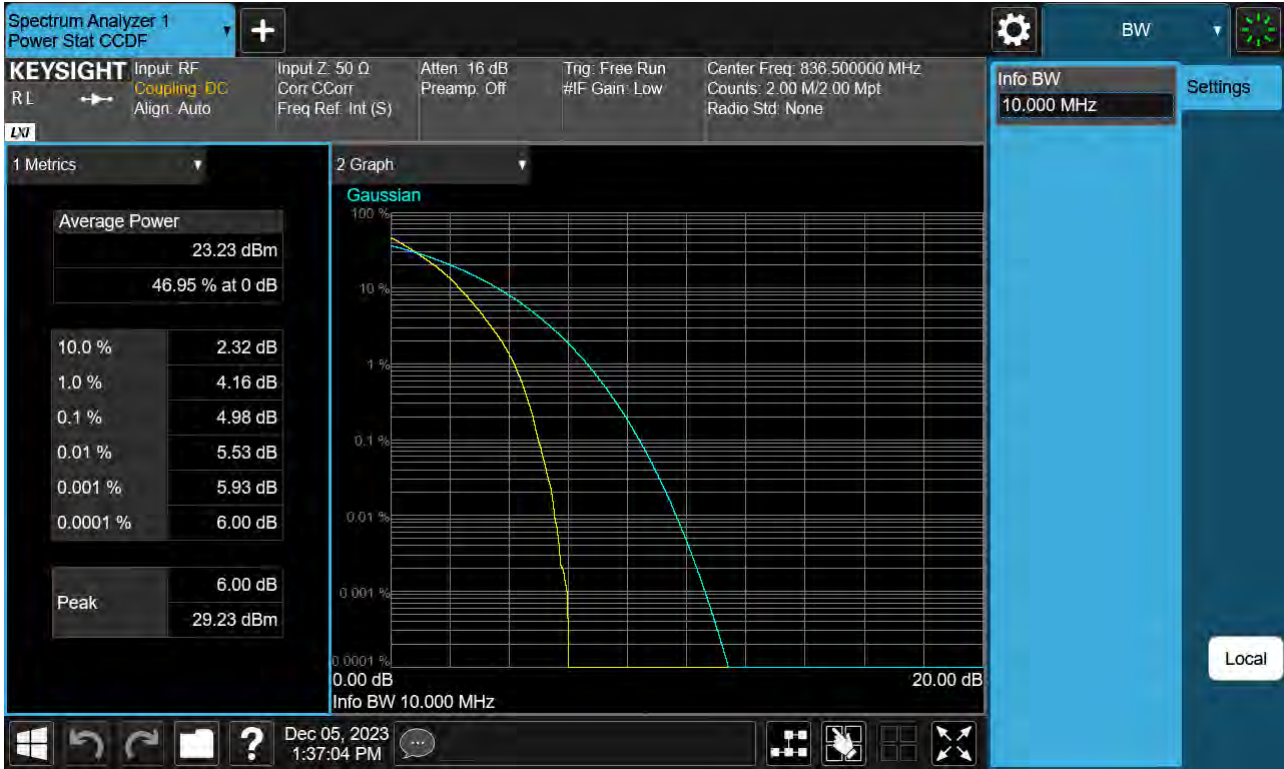 Spectrum Analyzer 1
Power Stat CCDF
+
BW
KEYSIGHT
RL
LXI
Input: RF
Coupling: DC
Align: Auto
Input Z: 50 Ω
Corr CCorr
Freq Ref: Int (S)
Atten: 16 dB
Preamp: Off
Trig: Free Run
#IF Gain: Low
Center Freq: 836.500000 MHz
Counts: 2.00 M/2.00 Mpt
Radio Std: None
Info BW
10.000 MHz
Settings
1 Metrics
Average Power
23.23 dBm
46.95 % at 0 dB
10.0 % 2.32 dB
1.0 % 4.16 dB
0.1 % 4.98 dB
0.01 % 5.53 dB
0.001 % 5.93 dB
0.0001 % 6.00 dB
Peak
6.00 dB
29.23 dBm
2 Graph
Gaussian
100 %
10 %
1 %
0.1 %
0.01 %
0.001 %
0.0001 %
0.00 dB 20.00 dB
Info BW 10.000 MHz
Local
?
Dec 05, 2023
1:37:04 PM